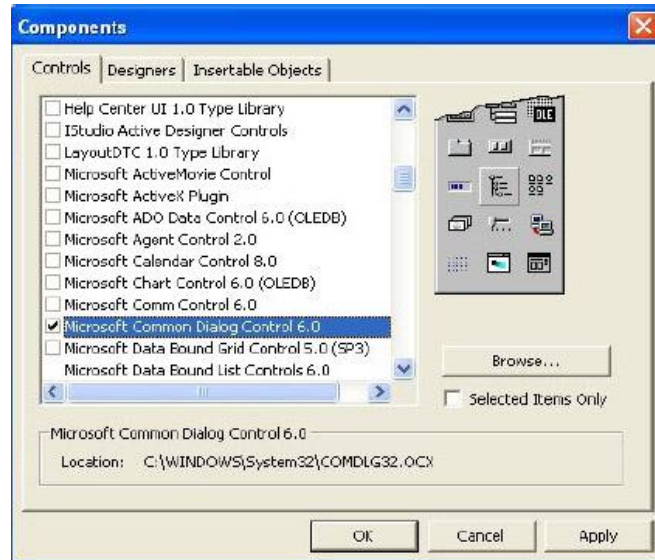 Components
Controls
Designers
Insertable Objects
Help Center UI 1.0 Type Library
IStudio Active Designer Controls
LayoutDTC 1.0 Type Library
Microsoft ActiveMovie Control
Microsoft ActiveX Plugin
Microsoft ADO Data Control 6.0 (OLEDB)
Microsoft Agent Control 2.0
Microsoft Calendar Control 8.0
Microsoft Chart Control 6.0 (OLEDB)
Microsoft Comm Control 6.0
Microsoft Common Dialog Control 6.0
Microsoft Data Bound Grid Control 5.0 (SP3)
Microsoft Data Bound List Controls 6.0
OLE
Browse...
Selected Items Only
Microsoft Common Dialog Control 6.0
Location: C:\WINDOWS\System32\COMDLG32.OCX
OK
Cancel
Apply